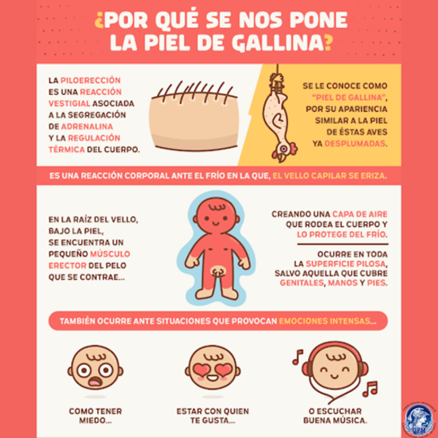 ¿POR QUÉ SE NOS PONE
LA PIEL DE GALLINA?
LA PILOERECCIÓN
ES UNA REACCIÓN
VESTIGIAL ASOCIADA
A LA SEGREGACIÓN
DE ADRENALINA
Y LA REGULACIÓN
TÉRMICA DEL CUERPO.
SE LE CONOCE COMO
"PIEL DE GALLINA",
POR SU APARIENCIA
SIMILAR A LA PIEL
DE ÉSTAS AVES
YA DESPLUMADAS.
ES UNA REACCIÓN CORPORAL ANTE EL FRÍO EN LA QUE, EL VELLO CAPILAR SE ERIZA.
EN LA RAÍZ DEL VELLO,
BAJO LA PIEL,
SE ENCUENTRA UN
PEQUEÑO MÚSCULO
ERECTOR DEL PELO
QUE SE CONTRAE...
CREANDO UNA CAPA DE AIRE
QUE RODEA EL CUERPO Y
LO PROTEGE DEL FRÍO.
OCURRE EN TODA
LA SUPERFICIE PILOSA,
SALVO AQUELLA QUE CUBRE
GENITALES, MANOS Y PIES.
TAMBIÉN OCURRE ANTE SITUACIONES QUE PROVOCAN EMOCIONES INTENSAS...
COMO TENER
MIEDO...
ESTAR CON QUIEN
TE GUSTA...
O ESCUCHAR
BUENA MÚSICA.